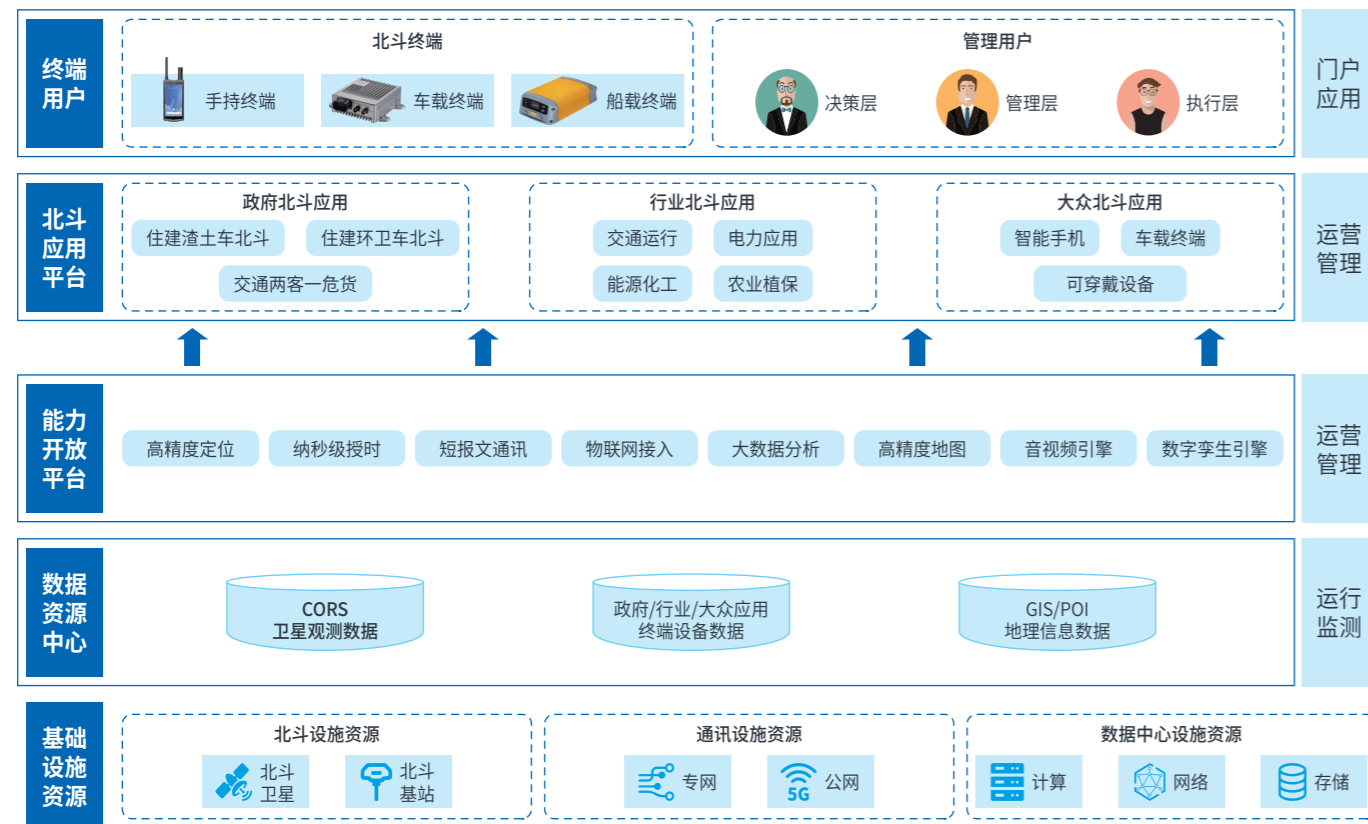 终端
用户
北斗终端
手持终端
车载终端
船载终端
管理用户
决策层
管理层
执行层
门户
应用
北斗
应用
平台
政府北斗应用
住建渣土车北斗
住建环卫车北斗
交通两客一危货
行业北斗应用
交通运行
电力应用
能源化工
农业植保
大众北斗应用
智能手机
车载终端
可穿戴设备
运营
管理
能力
开放
平台
高精度定位
纳秒级授时
短报文通讯
物联网接入
大数据分析
高精度地图
音视频引擎
数字孪生引擎
运营
管理
数据
资源
中心
CORS
卫星观测数据
政府/行业/大众应用
终端设备数据
GIS/POI
地理信息数据
运行
监测
基础
设施
资源
北斗设施资源
北斗
卫星
北斗
基站
通讯设施资源
专网
5G
公网
数据中心设施资源
计算
网络
存储